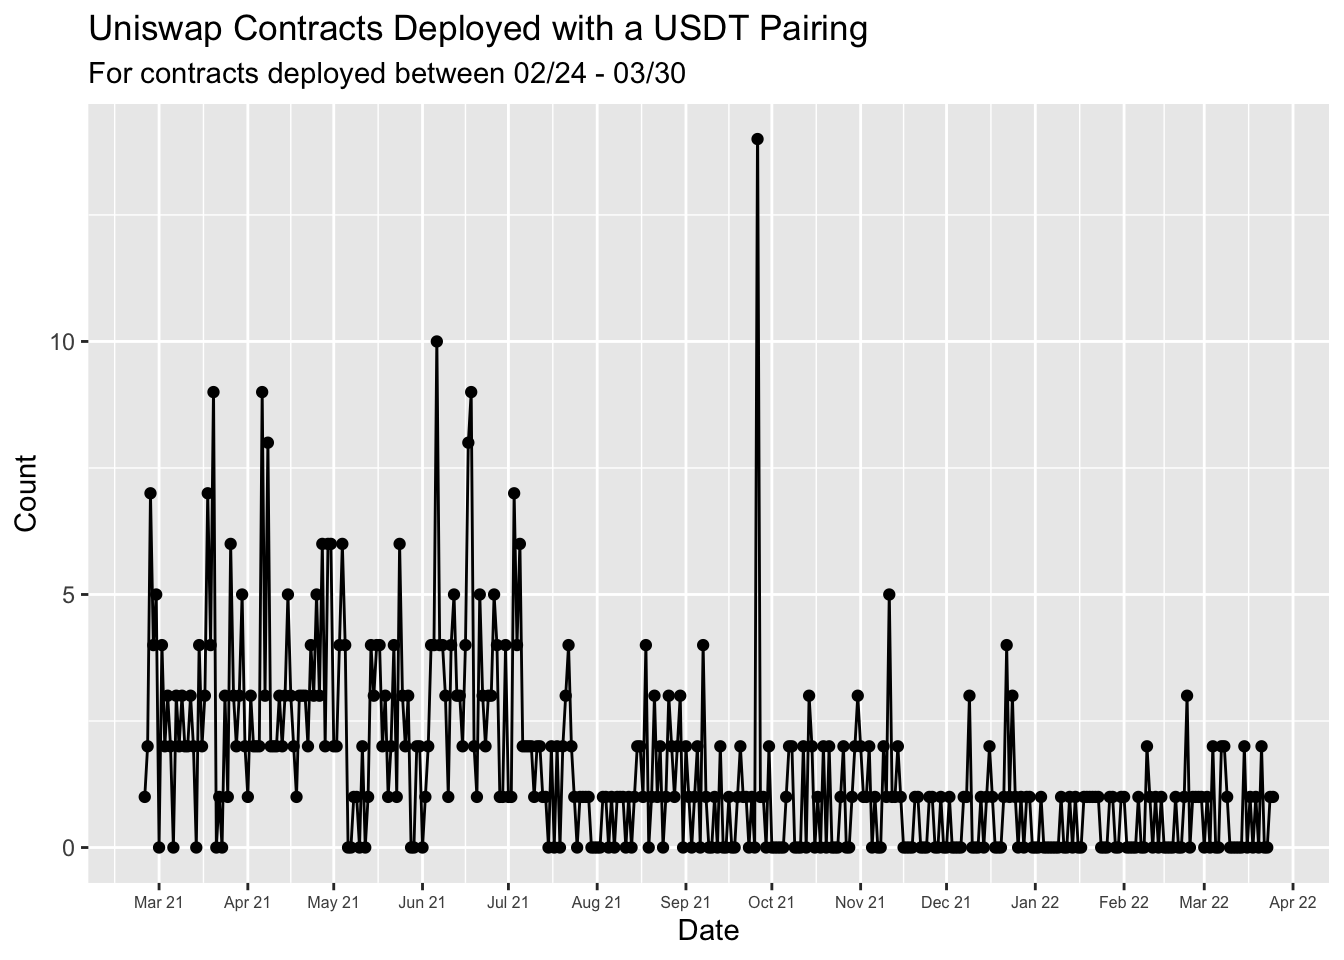 Uniswap Contracts Deployed with a USDT Pairing
For contracts deployed between 02/24 - 03/30
10
5
0
Count
Mar 21 Apr 21 May 21 Jun 21 Jul 21 Aug 21 Sep 21 Oct 21 Nov 21 Dec 21 Jan 22 Feb 22 Mar 22 Apr 22
Date